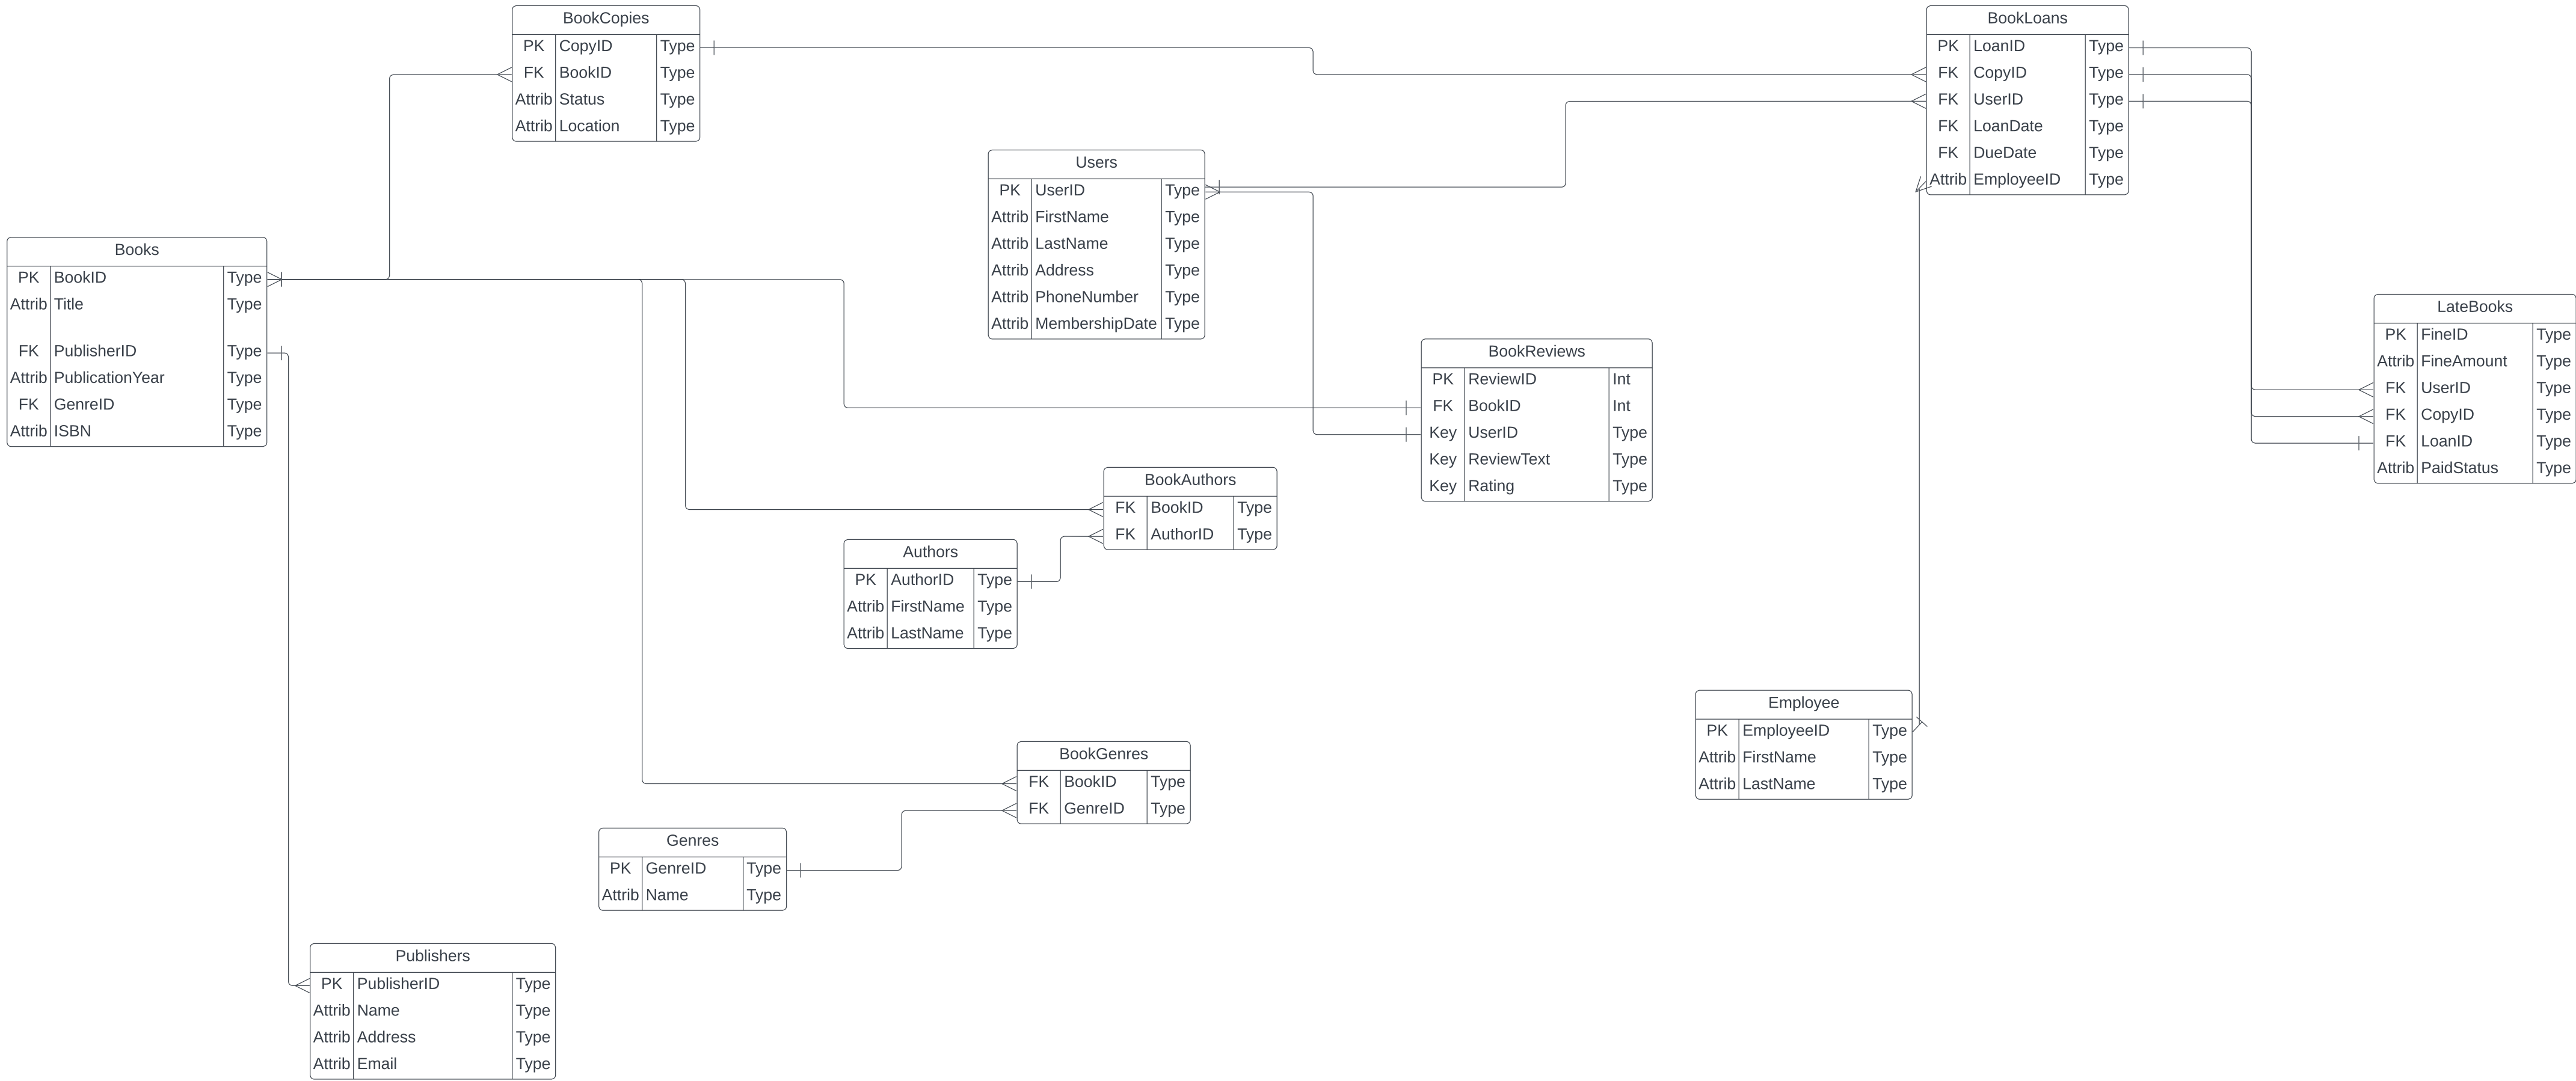 BookCopies
PK CopyID Type
FK BookID Type
Attrib Status Type
Attrib Location Type
BookLoans
PK LoanID Type
FK CopyID Type
FK UserID Type
FK LoanDate Type
FK DueDate Type
Attrib EmployeeID Type
Users
PK UserID Type
Attrib FirstName Type
Attrib LastName Type
Attrib Address Type
Attrib PhoneNumber Type
Attrib MembershipDate Type
Books
PK BookID Type
Attrib Title Type
FK PublisherID Type
Attrib PublicationYear Type
FK GenreID Type
Attrib ISBN Type
LateBooks
PK FineID Type
Attrib FineAmount Type
FK UserID Type
FK CopyID Type
FK LoanID Type
Attrib PaidStatus Type
BookReviews
PK ReviewID Int
FK BookID Int
Key UserID Type
Key ReviewText Type
Key Rating Type
BookAuthors
FK BookID Type
FK AuthorID Type
Authors
PK AuthorID Type
Attrib FirstName Type
Attrib LastName Type
Employee
PK EmployeeID Type
Attrib FirstName Type
Attrib LastName Type
BookGenres
FK BookID Type
FK GenreID Type
Genres
PK GenreID Type
Attrib Name Type
Publishers
PK PublisherID Type
Attrib Name Type
Attrib Address Type
Attrib Email Type